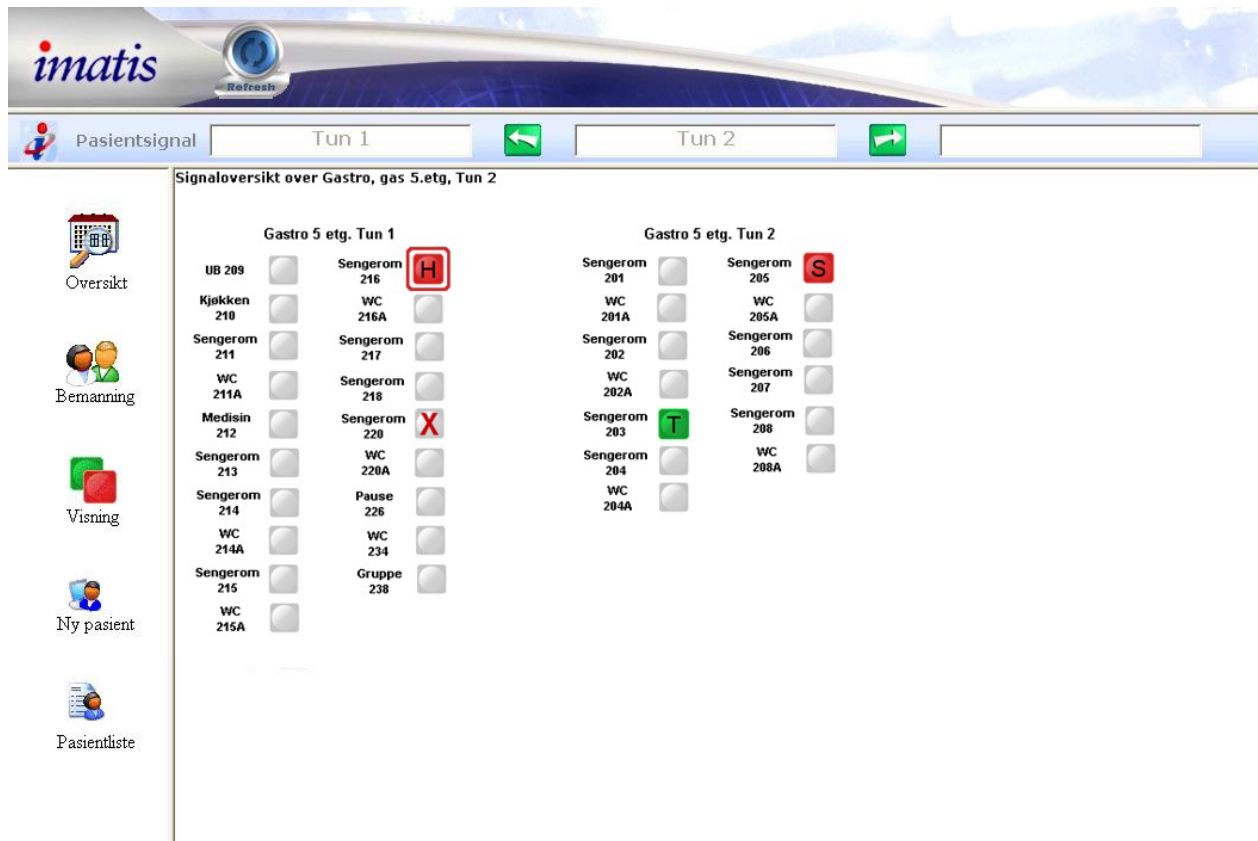 imatis
Refresh
Pasientsignal
Tun 1
Tun 2
Signaloversikt over Gastro, gas 5.etg, Tun 2
Oversikt
Bemanning
Visning
Ny pasient
Pasientliste
Gastro 5 etg. Tun 1
UB 209
Kjøkken
210
Sengerom
211
WC
211A
Medisin
212
Sengerom
213
Sengerom
214
WC
214A
Sengerom
215
WC
215A
Sengerom
216
H
WC
216A
Sengerom
217
Sengerom
218
Sengerom
220
X
WC
220A
Pause
226
WC
234
Gruppe
238
Gastro 5 etg. Tun 2
Sengerom
201
WC
201A
Sengerom
202
WC
202A
Sengerom
203
T
Sengerom
204
WC
204A
Sengerom
205
S
WC
205A
Sengerom
206
Sengerom
207
Sengerom
208
WC
208A